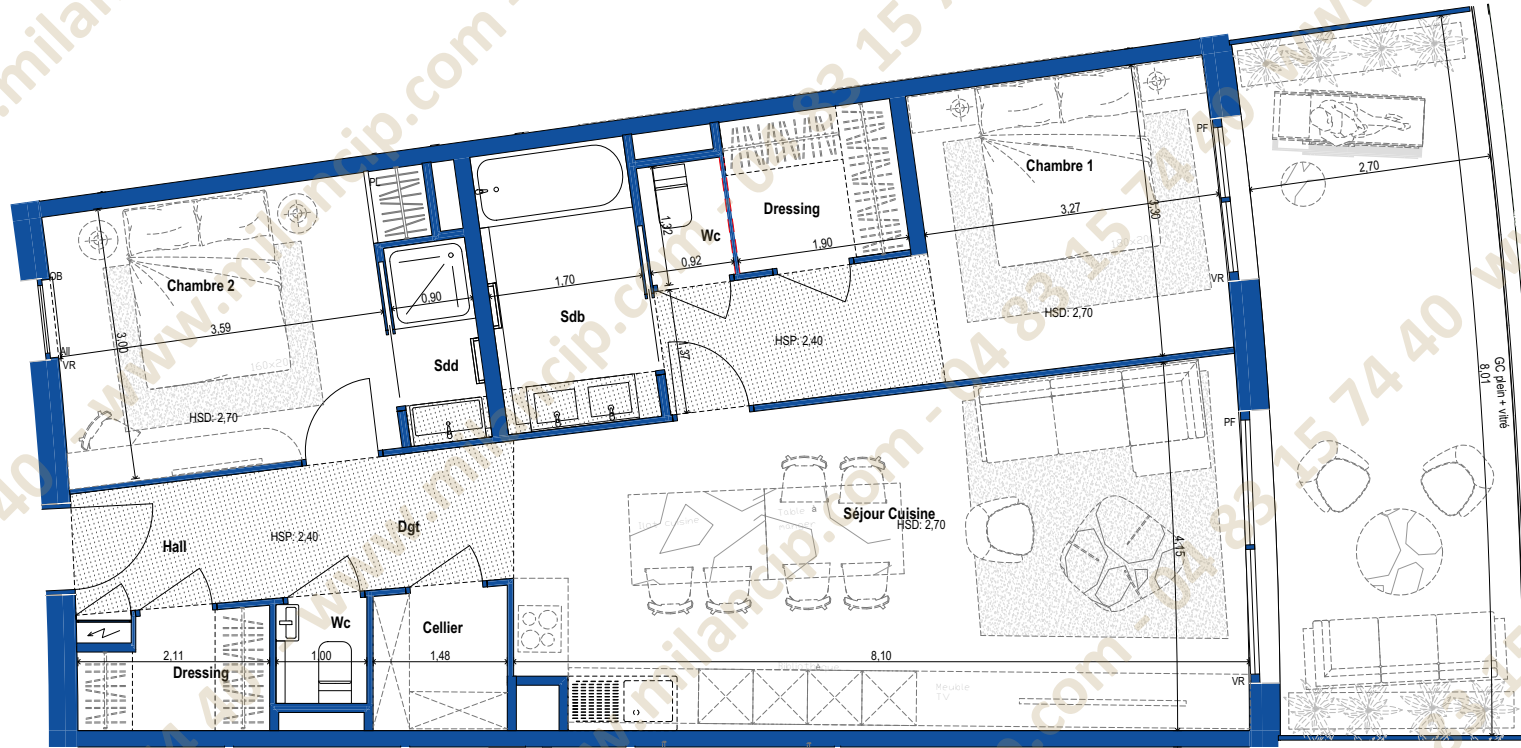 www.milancip.com - 04 83 15 74 40
PF
2,70
Chambre 1
3,27
3,30
VR
HSD: 2,70
GC plein + vitré
8,01
PL
Dressing
1,90
Wc
1,32
0,92
Chambre 2
OB
All
VR
3,59
3,00
HSD: 2,70
0,90
Sdd
1,70
Sdb
1,37
HSP: 2,40
PF
Séjour Cuisine
HSD: 2,70
Table à
manger
4,15
Hall
HSP: 2,40
Dgt
Wc
Cellier
2,11
Dressing
1,00
1,48
8,10
Meuble
TV
VR